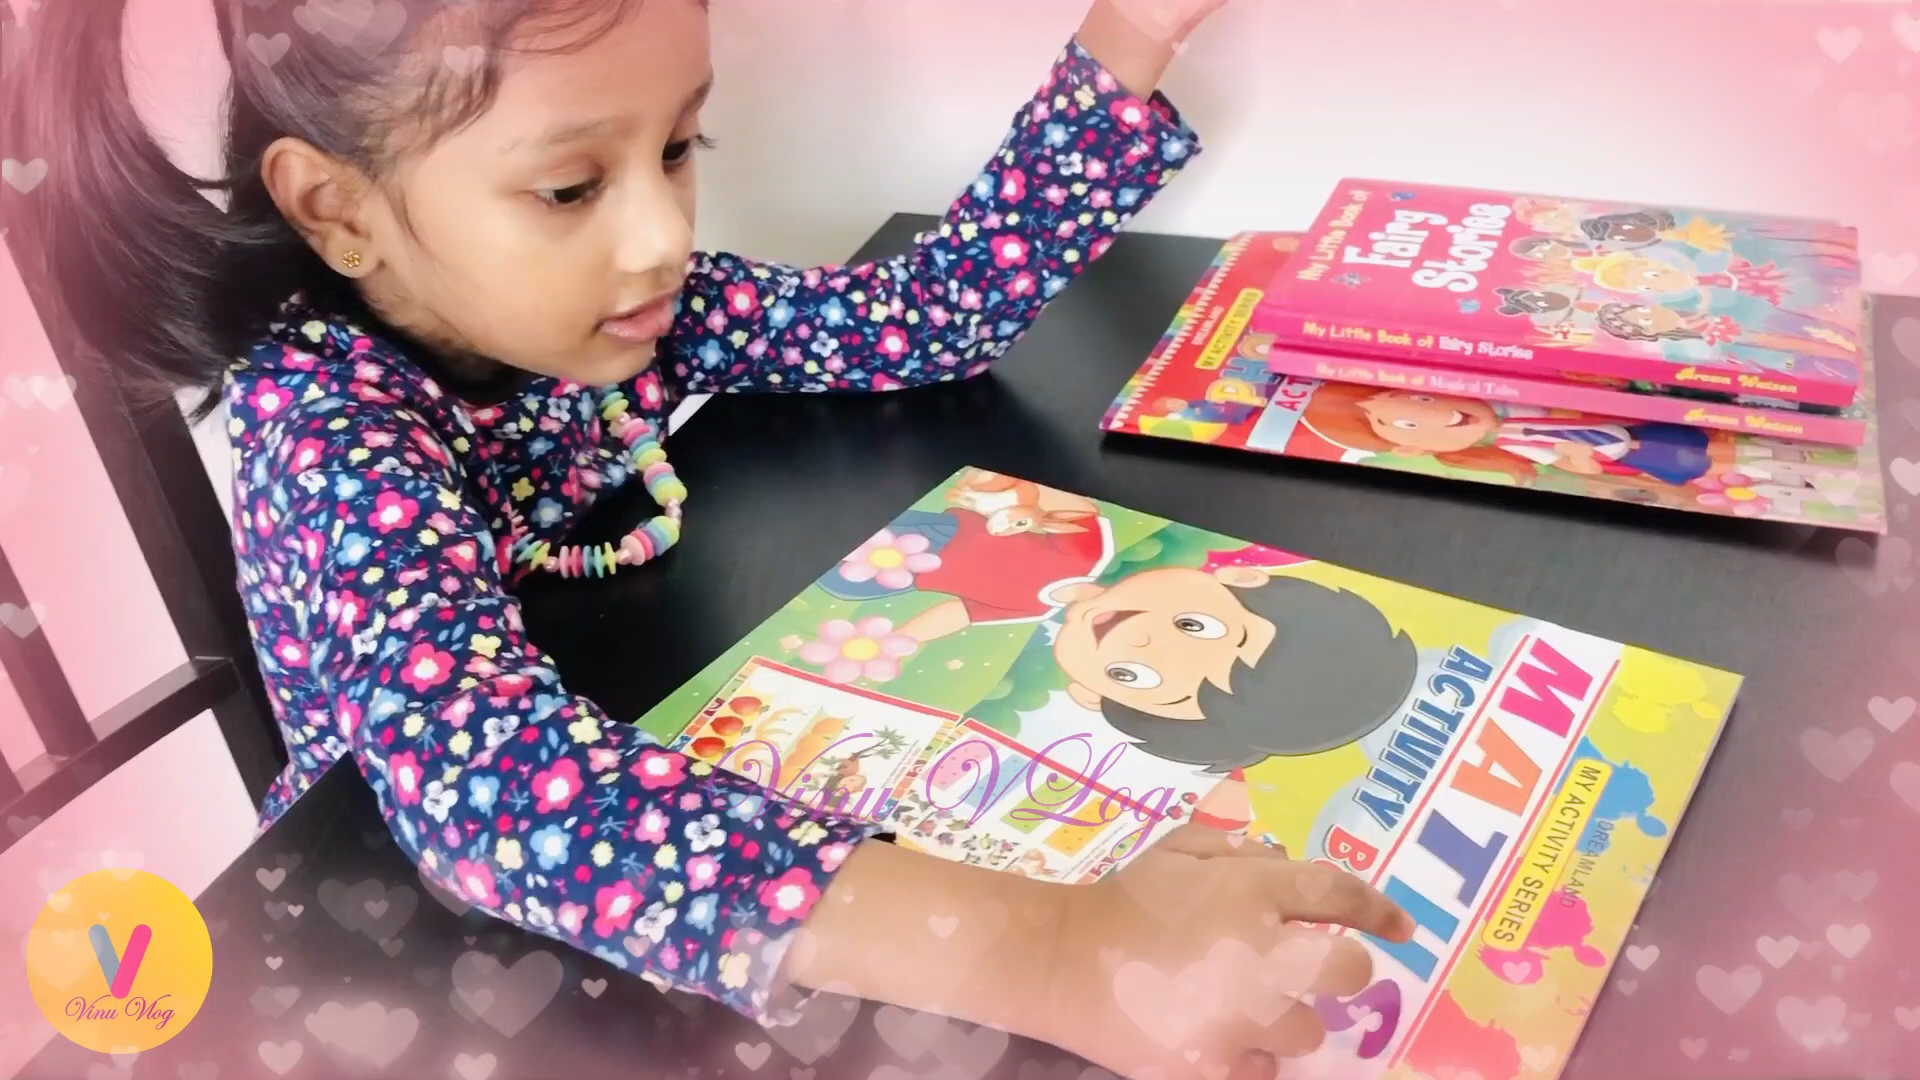 My Little Book of
Fairy
Stories
My Little Book of Fairy Stories
Brown Watson
My Little Book of Magical Tales
Brown Watson
DREAMLAND
MY ACTIVITY SERIES
MATHS
ACTIVITY
DREAMLAND
MY ACTIVITY SERIES
Vinu VLog
V
Vinu Vlog